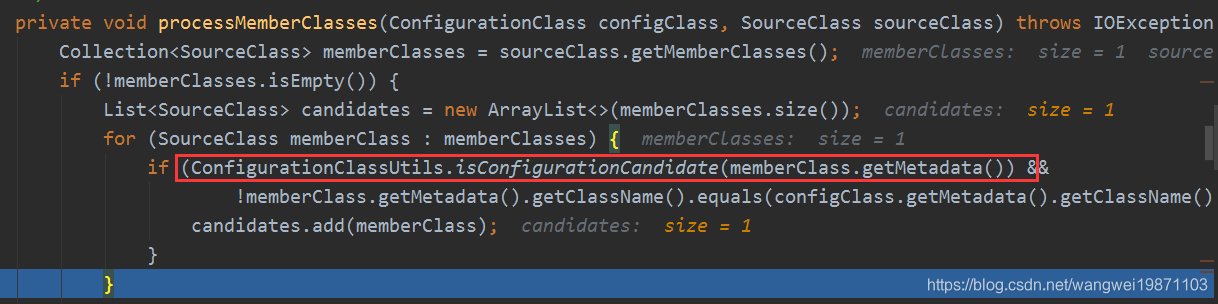 private void processMemberClasses(ConfigurationClass configClass, SourceClass sourceClass) throws IOException
Collection<SourceClass> memberClasses = sourceClass.getMemberClasses(); memberClasses: size = 1 source
if (!memberClasses.isEmpty()) {
List<SourceClass> candidates = new ArrayList<>(memberClasses.size()); candidates: size = 1
for (SourceClass memberClass : memberClasses) { memberClasses: size = 1
if (ConfigurationClassUtils.isConfigurationCandidate(memberClass.getMetadata()) &&
!memberClass.getMetadata().getClassName().equals(configClass.getMetadata().getClassName()
candidates.add(memberClass); candidates: size = 1
}
}
https://blog.csdn.net/wangwei19871103